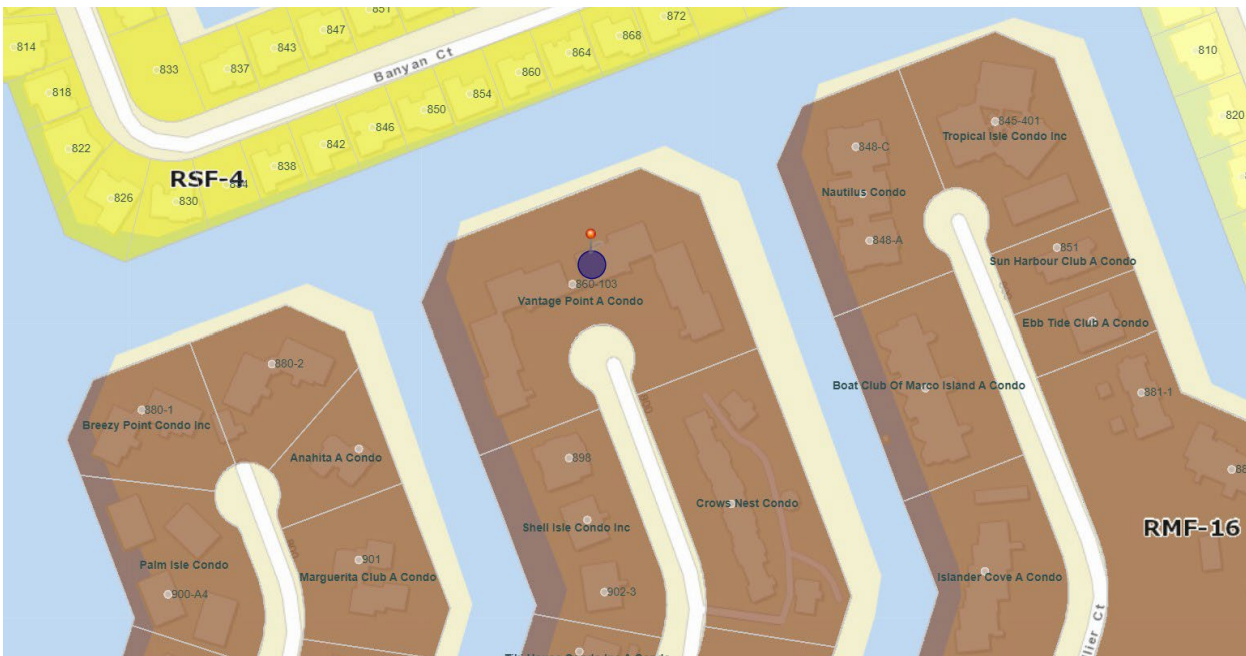 851
872
847
868
814
843
864
837
833
860
Banyan Ct
854
818
850
846
842
822
838
RSF-4
834
826
830
810
820
845-401
Tropical Isle Condo Inc
848-C
Nautilus Condo
848-A
851
Sun Harbour Club A Condo
800
Ebb Tide Club A Condo
860-103
Vantage Point A Condo
880-2
880-1
Breezy Point Condo Inc
Anahita A Condo
Boat Club Of Marco Island A Condo
881-1
800
898
Crows Nest Condo
Shell Isle Condo Inc
RMF-16
Palm Isle Condo
901
Marguerita Club A Condo
900-A4
902-3
Islander Cove A Condo